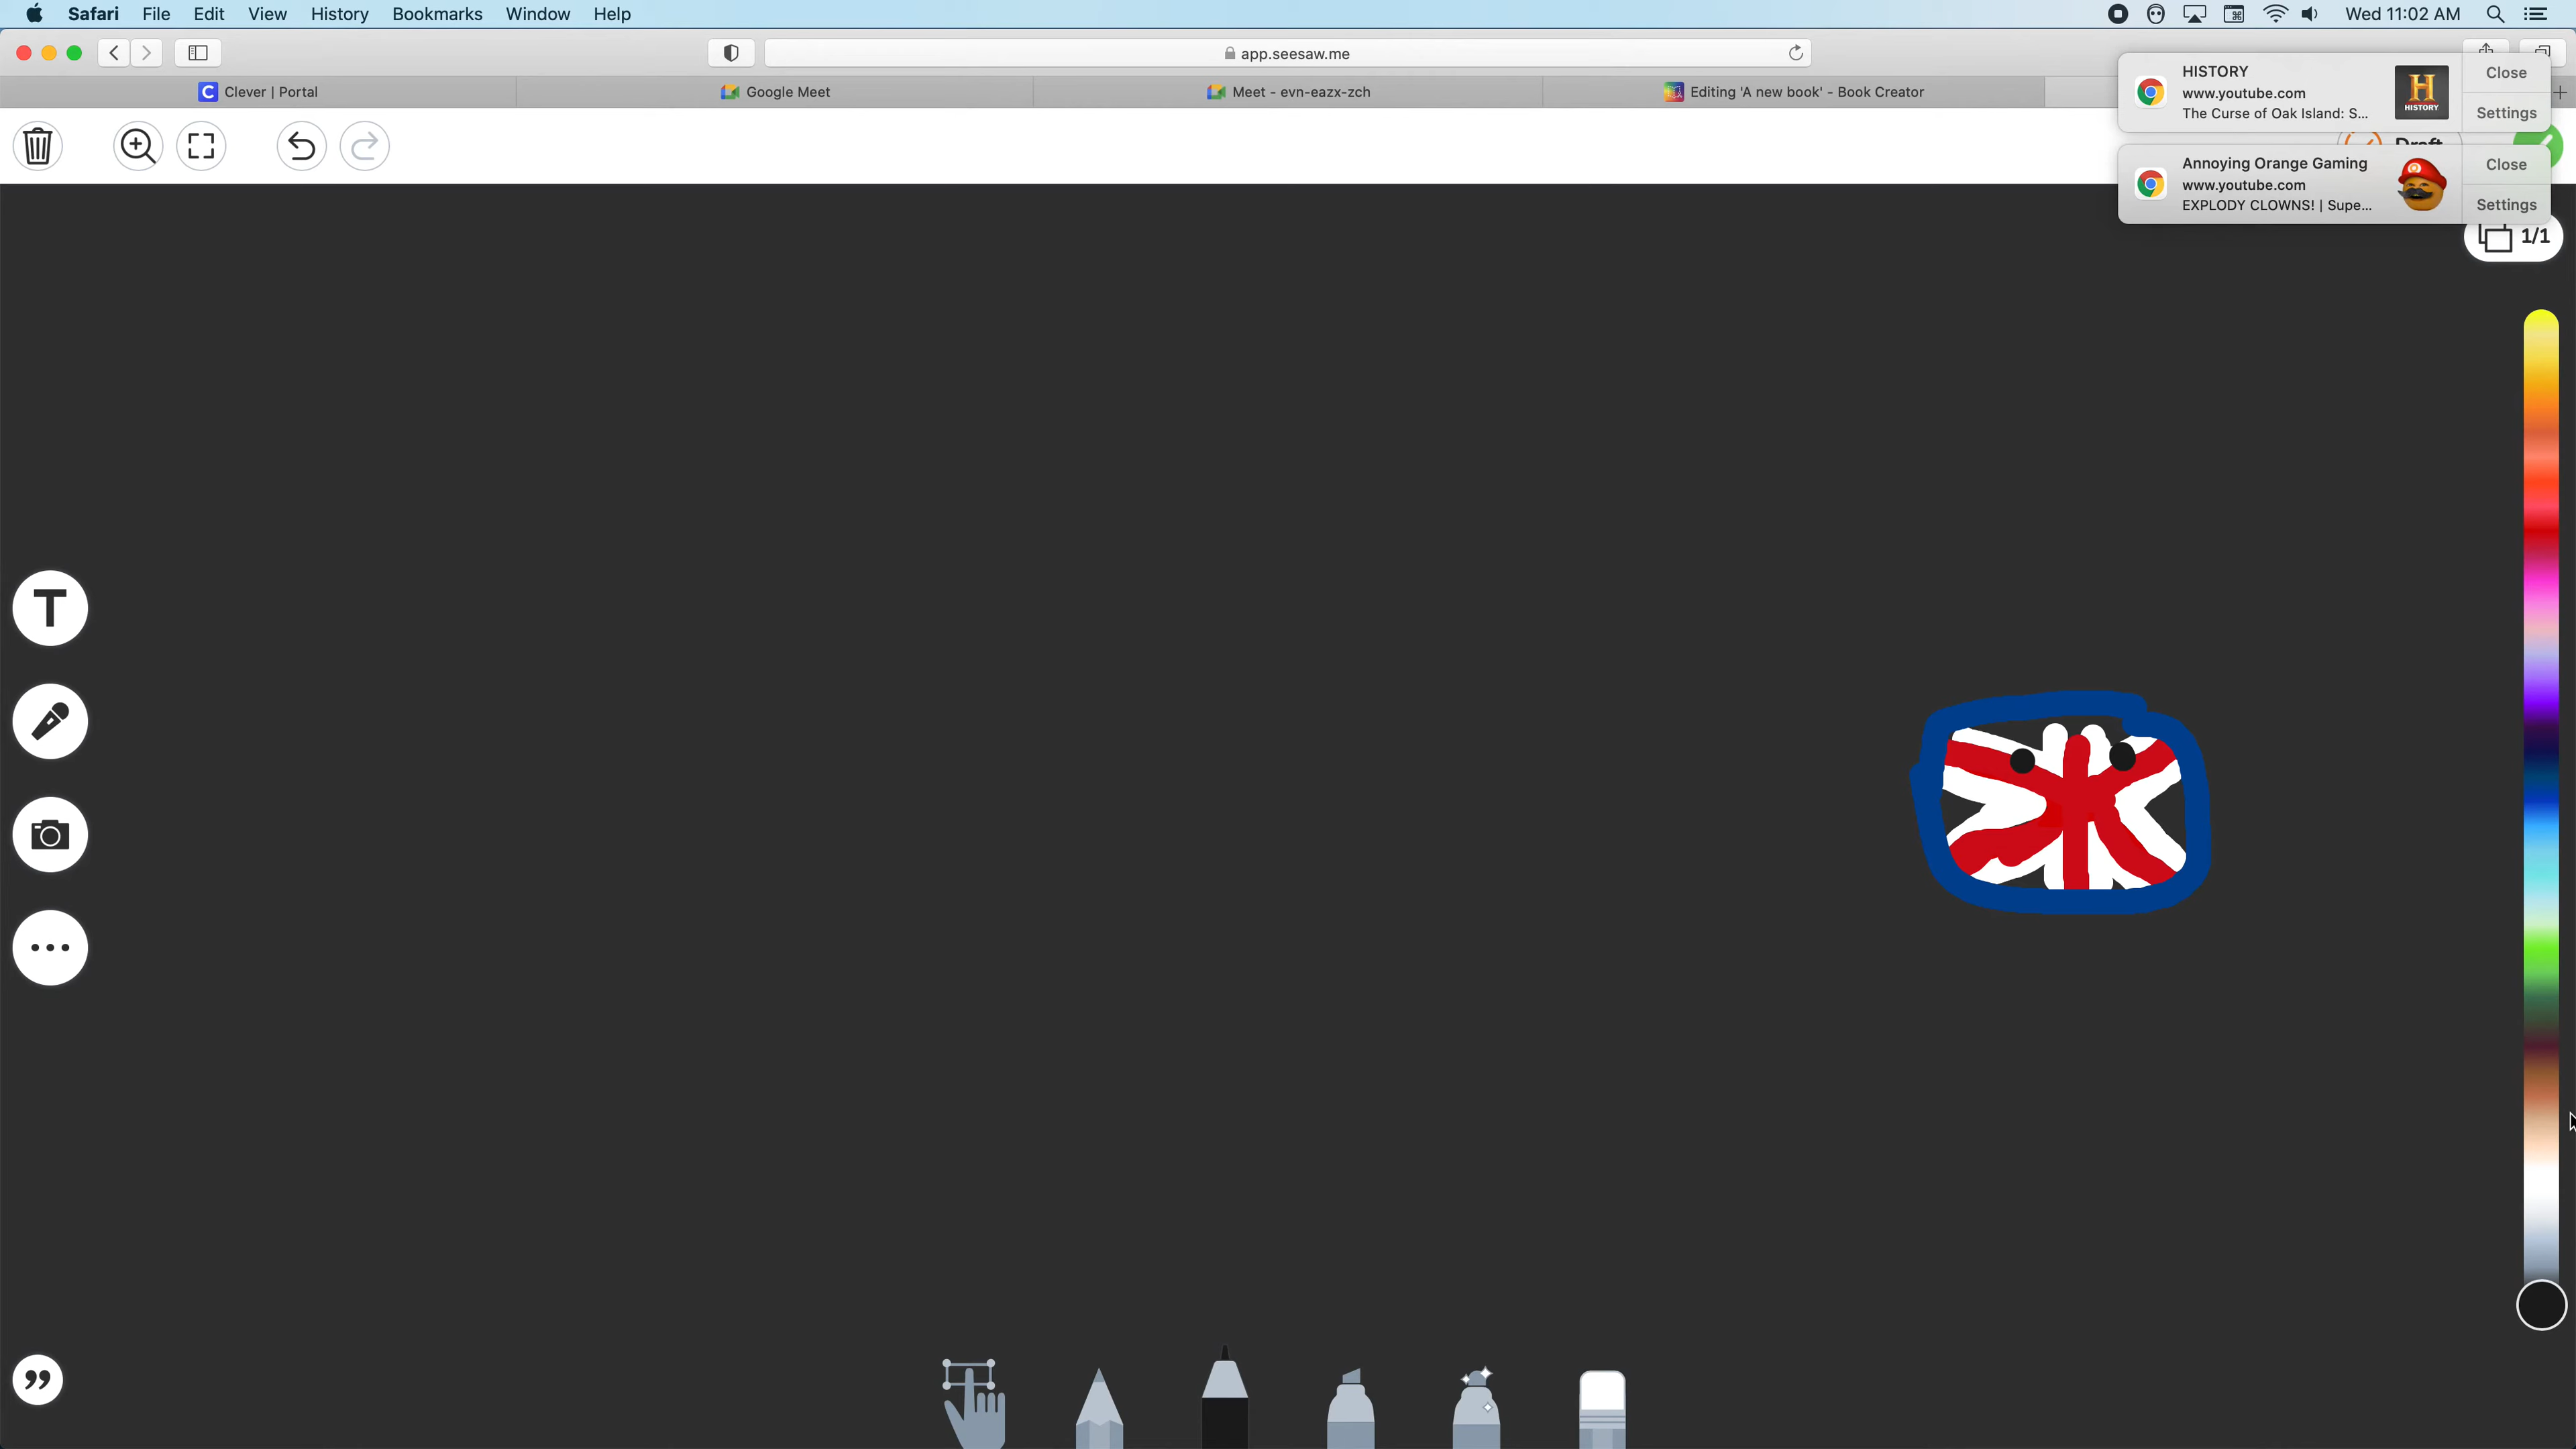 Safari File Edit View History Bookmarks Window Help
Wed 11:02 AM
app.seesaw.me
Clever | Portal
Google Meet
Meet - evn-eazx-zch
Editing 'A new book' - Book Creator
HISTORY
www.youtube.com
The Curse of Oak Island: S...
HISTORY
Close
Settings
Draft
Annoying Orange Gaming
www.youtube.com
EXPLODY CLOWNS! | Supe...
Close
Settings
1/1
T